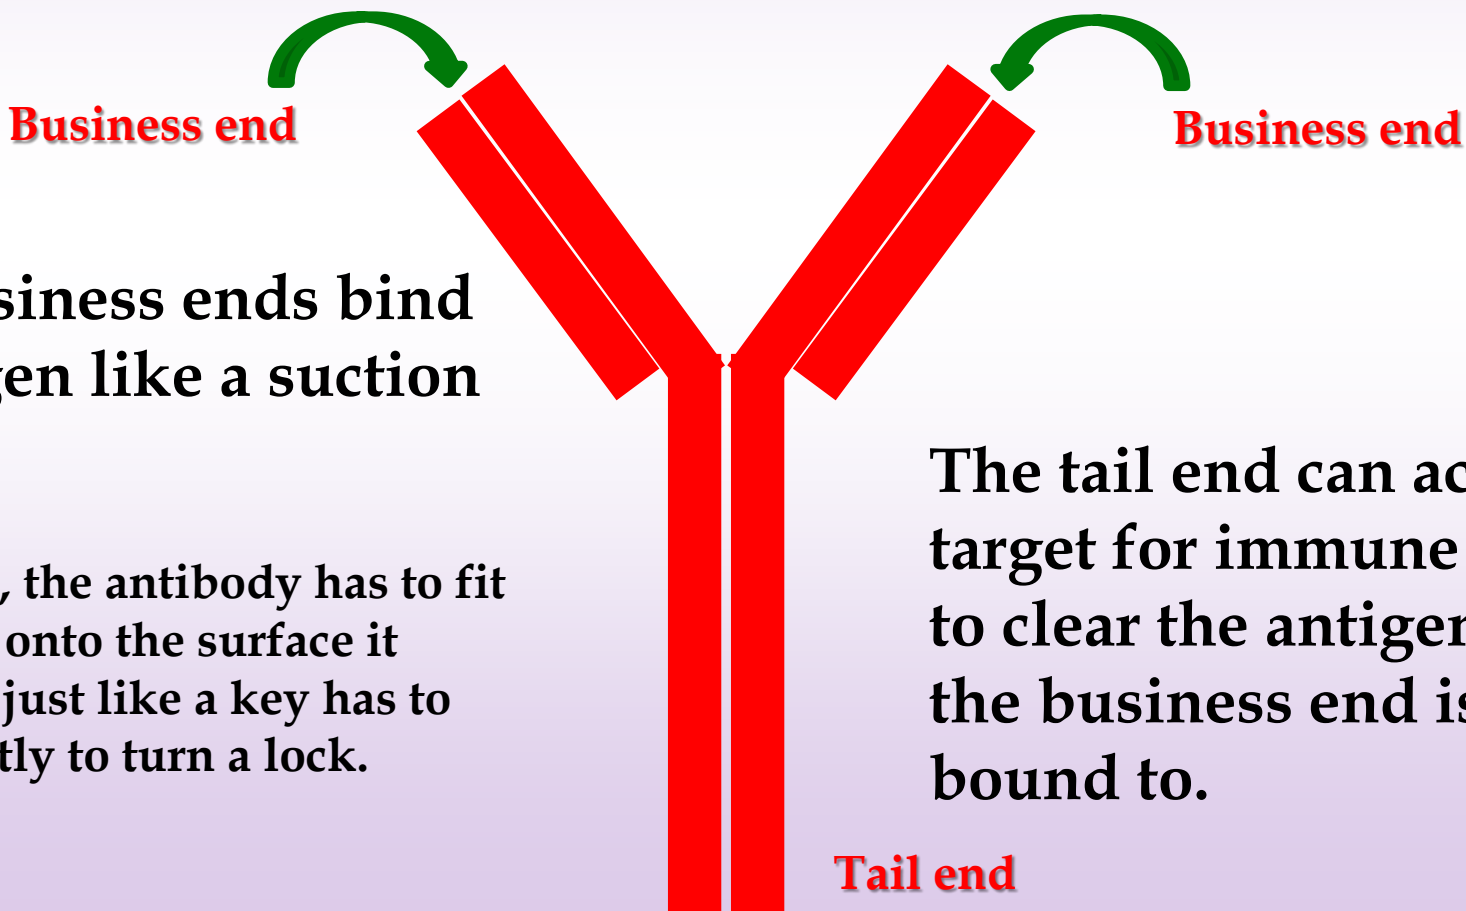 Business end
Business end
siness ends bind
gen like a suction
, the antibody has to fit
onto the surface it
just like a key has to
tly to turn a lock.
The tail end can ac
target for immune
to clear the antigen
the business end is
bound to.
Tail end